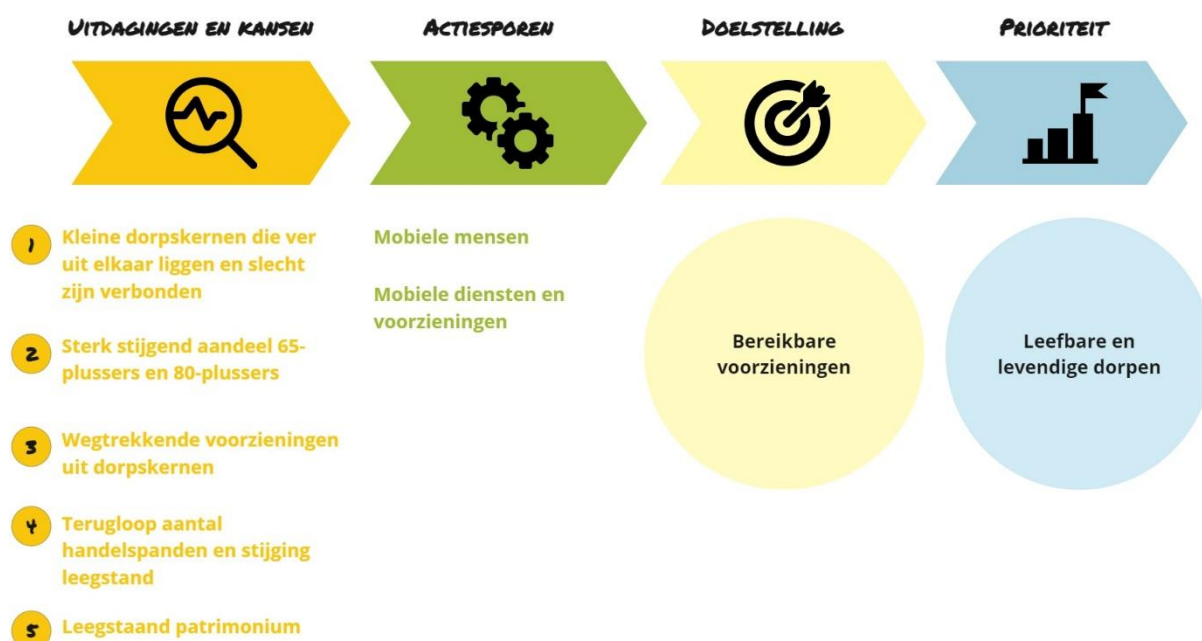 Uitdagingen en kansen
Actiesporen
Doelstelling
Prioriteit
1 Kleine dorpskernen die ver
uit elkaar liggen en slecht
zijn verbonden
2 Sterk stijgend aandeel 65-
plussers en 80-plussers
3 Wegtrekkende voorzieningen
uit dorpskernen
4 Terugloop aantal
handelspanden en stijging
leegstand
5 Leegstaand patrimonium
Mobiele mensen
Mobiele diensten en
voorzieningen
Bereikbare
voorzieningen
Leefbare en
levendige dorpen